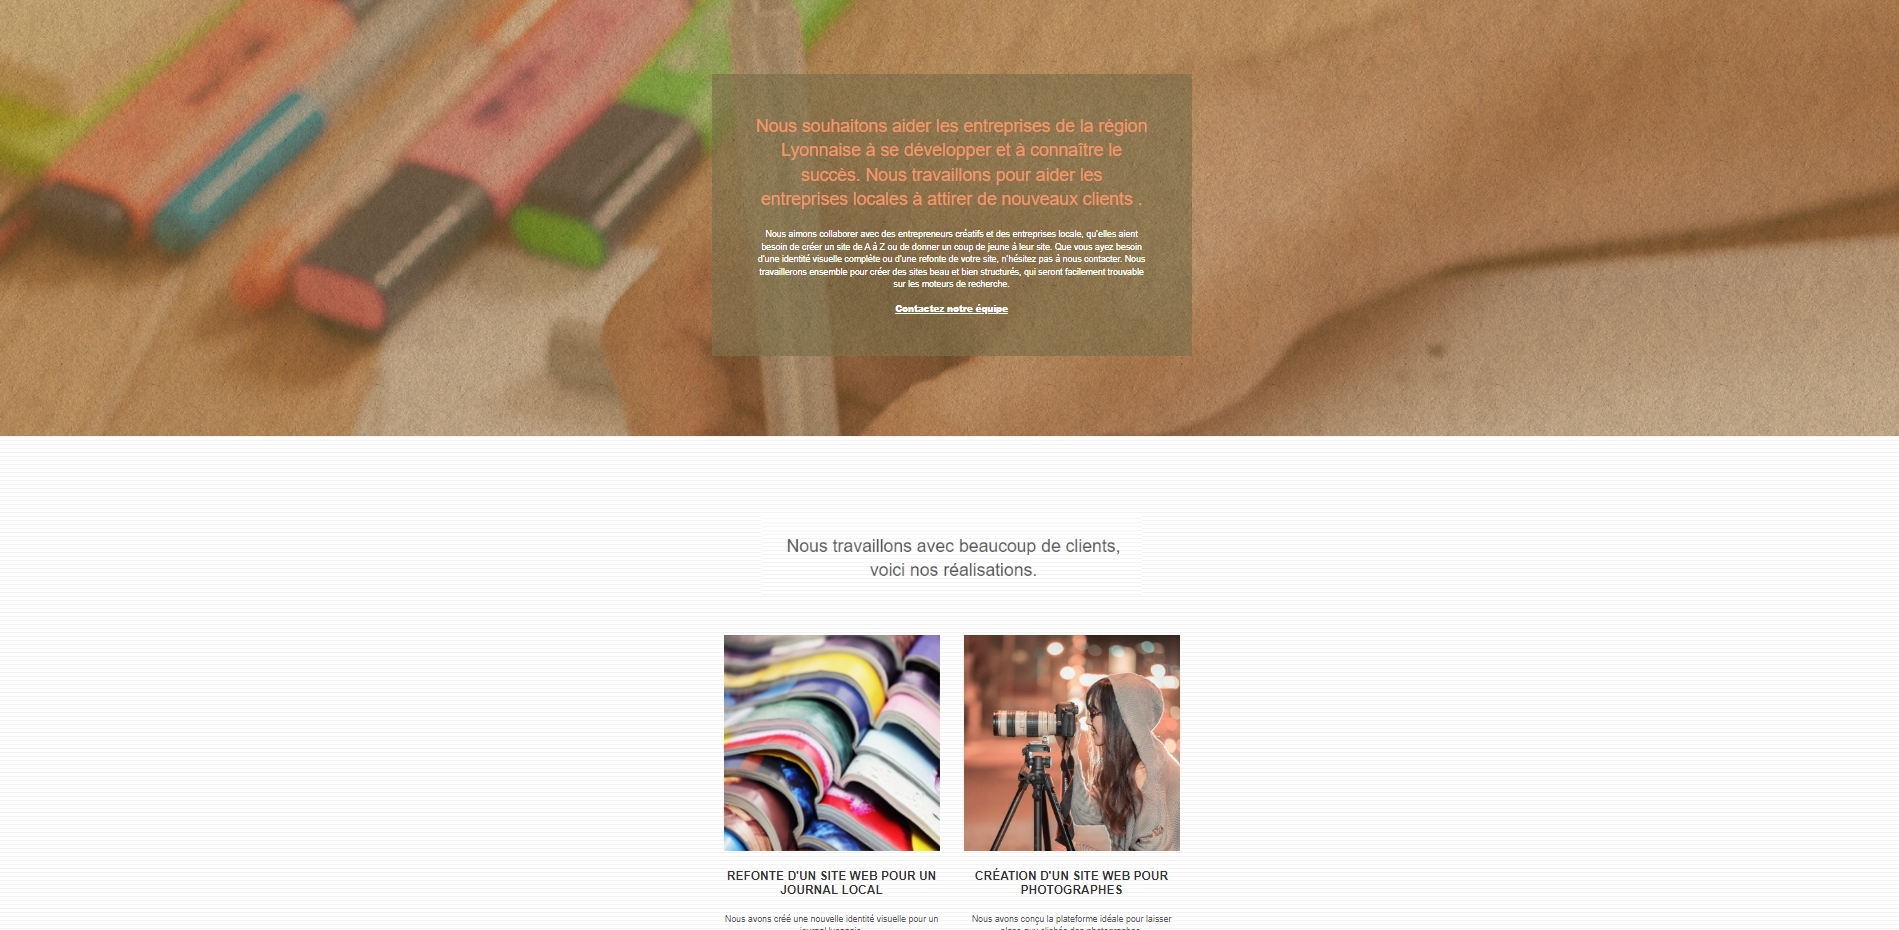 Nous souhaitons aider les entreprises de la région
Lyonnaise à se développer et à connaître le
succès. Nous travaillons pour aider les
entreprises locales à attirer de nouveaux clients .
Nous aimons collaborer avec des entrepreneurs créatifs et des entreprises locale, qu'elles aient
besoin de créer un site de A à Z ou de donner un coup de jeune à leur site. Que vous ayez besoin
d'une identité visuelle complète ou d'une refonte de votre site, n'hésitez pas à nous contacter. Nous
travaillerons ensemble pour créer des sites beau et bien structurés, qui seront facilement trouvable
sur les moteurs de recherche.
Contactez notre équipe
Nous travaillons avec beaucoup de clients,
voici nos réalisations.
REFONTE D'UN SITE WEB POUR UN
JOURNAL LOCAL
Nous avons créé une nouvelle identité visuelle pour un
CRÉATION D'UN SITE WEB POUR
PHOTOGRAPHES
Nous avons conçu la plateforme idéale pour laisser